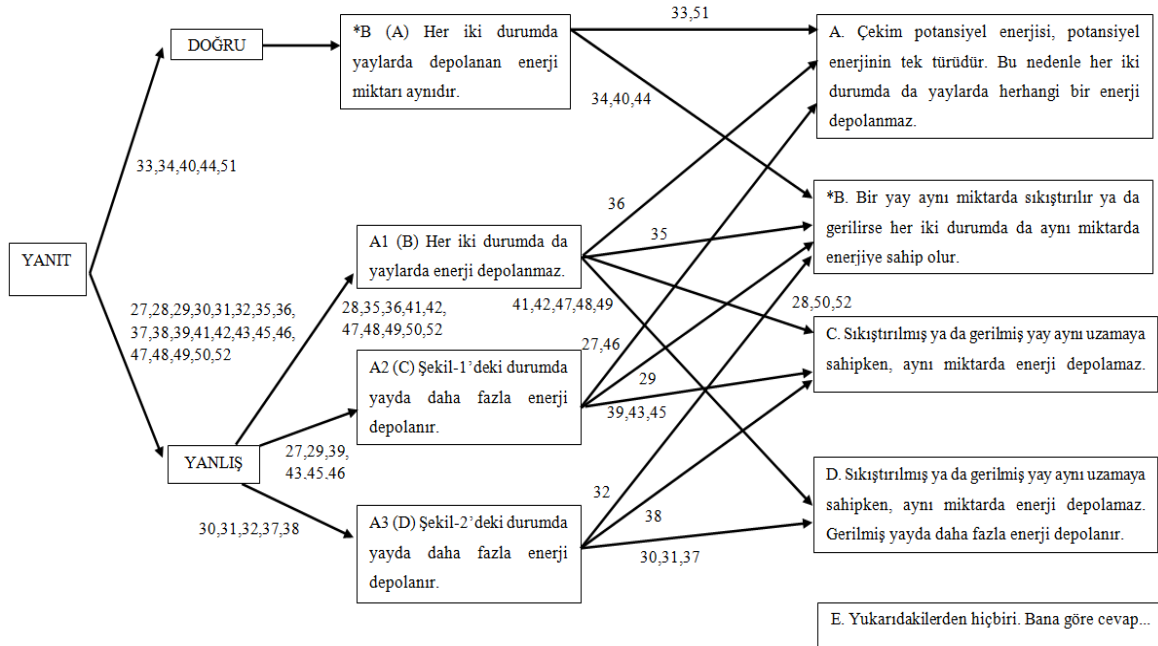 33,51
DOĞRU
*B (A) Her iki durumda
yaylarda depolanan enerji
miktarı aynıdır.
A. Çekim potansiyel enerjisi, potansiyel
enerjinin tek türüdür. Bu nedenle her iki
durumda da yaylarda herhangi bir enerji
depolanmaz.
34,40,44
33,34,40,44,51
*B. Bir yay aynı miktarda sıkıştırılır ya da
gerilirse her iki durumda da aynı miktarda
enerjiye sahip olur.
36
35
YANIT
A1 (B) Her iki durumda da
yaylarda enerji depolanmaz.
27,28,29,30,31,32,35,36,
37,38,39,41,42,43,45,46,
47,48,49,50,52
28,35,36,41,42,
47,48,49,50,52
41,42,47,48,49
28,50,52
C. Sıkıştırılmış ya da gerilmiş yay aynı uzamaya
sahipken, aynı miktarda enerji depolamaz.
27,46
29
39,43,45
A2 (C) Şekil-1’deki durumda
yayda daha fazla enerji
depolanır.
YANLIŞ
27,29,39,
43,45,46
30,31,32,37,38
A3 (D) Şekil-2’deki durumda
yayda daha fazla enerji
depolanır.
32
38
30,31,37
D. Sıkıştırılmış ya da gerilmiş yay aynı uzamaya
sahipken, aynı miktarda enerji depolamaz.
Gerilmiş yayda daha fazla enerji depolanır.
E. Yukarıdakilerden hiçbiri. Bana göre cevap...